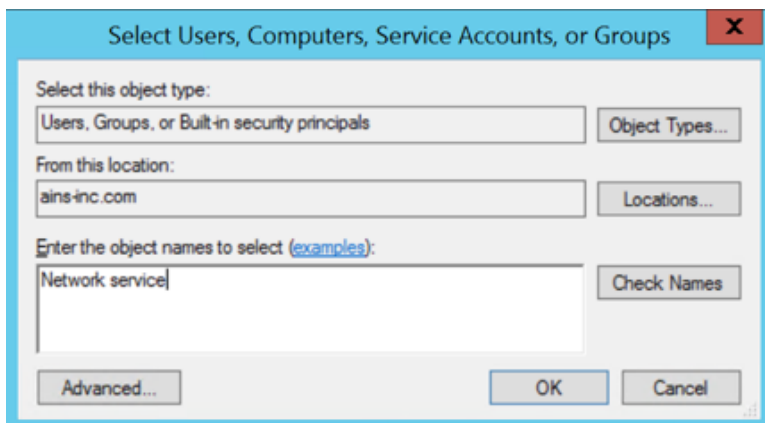 Select Users, Computers, Service Accounts, or Groups
X
Select this object type:
Users, Groups, or Built-in security principals
Object Types...
From this location:
ains-inc.com
Locations...
Enter the object names to select (examples):
Network service
Check Names
Advanced...
OK
Cancel